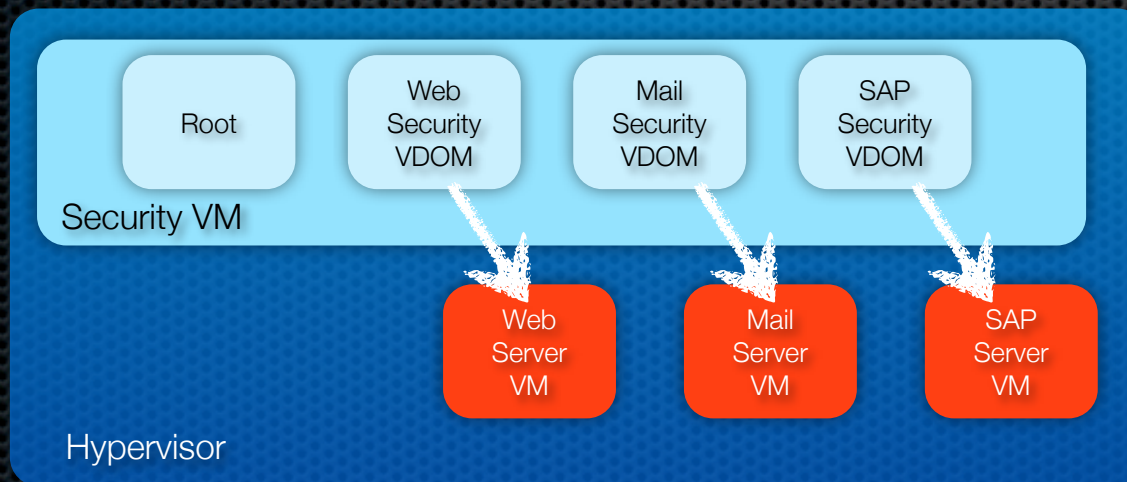 Root
Web
Security
VDOM
Mail
Security
VDOM
SAP
Security
VDOM
Security VM
Web
Server
VM
Mail
Server
VM
SAP
Server
VM
Hypervisor